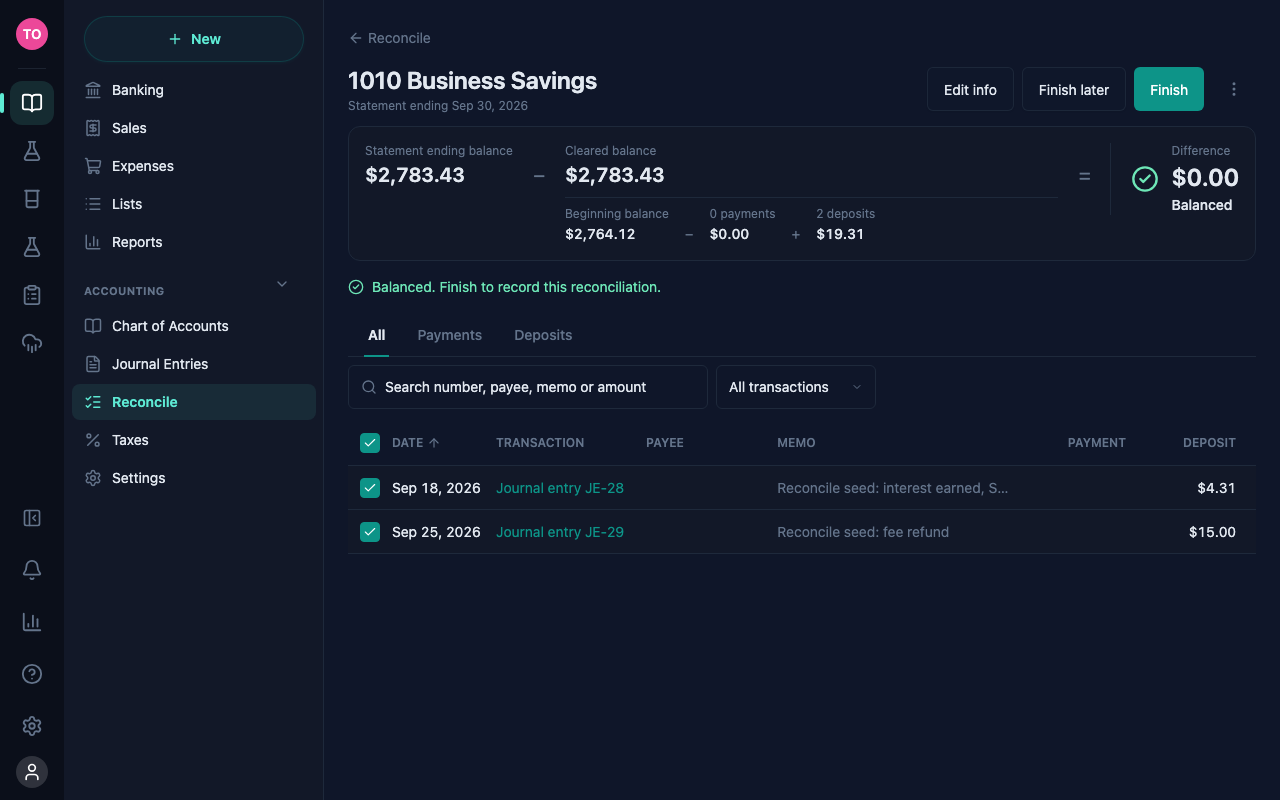 TO
New
Banking
Sales
Expenses
Lists
Reports
ACCOUNTING
Chart of Accounts
Journal Entries
Reconcile
Taxes
Settings
Reconcile
1010 Business Savings
Statement ending Sep 30, 2026
Edit info
Finish later
Finish
Statement ending balance
$2,783.43
–
Cleared balance
$2,783.43
Beginning balance
$2,764.12
–
0 payments
$0.00
+
2 deposits
$19.31
=
Difference
$0.00
Balanced
Balanced. Finish to record this reconciliation.
All Payments Deposits
Search number, payee, memo or amount
All transactions
DATE TRANSACTION PAYEE MEMO PAYMENT DEPOSIT
Sep 18, 2026 Journal entry JE-28 Reconcile seed: interest earned, S... $4.31
Sep 25, 2026 Journal entry JE-29 Reconcile seed: fee refund $15.00